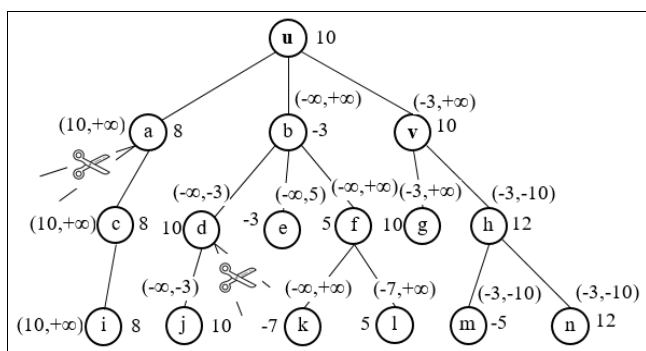 u 10
(-∞,+∞)
(-3,+∞)
(10,+∞) a 8 b -3 v 10
(-∞,-3) (-∞,5) (-∞,+∞) (-3,+∞) (-3,-10)
(10,+∞) c 8 10 d -3 e 5 f 10 g h 12
(-∞,-3) (-∞,+∞) (-7,+∞) (-3,-10) (-3,-10)
(10,+∞) i 8 j 10 -7 k 5 l m -5 n 12